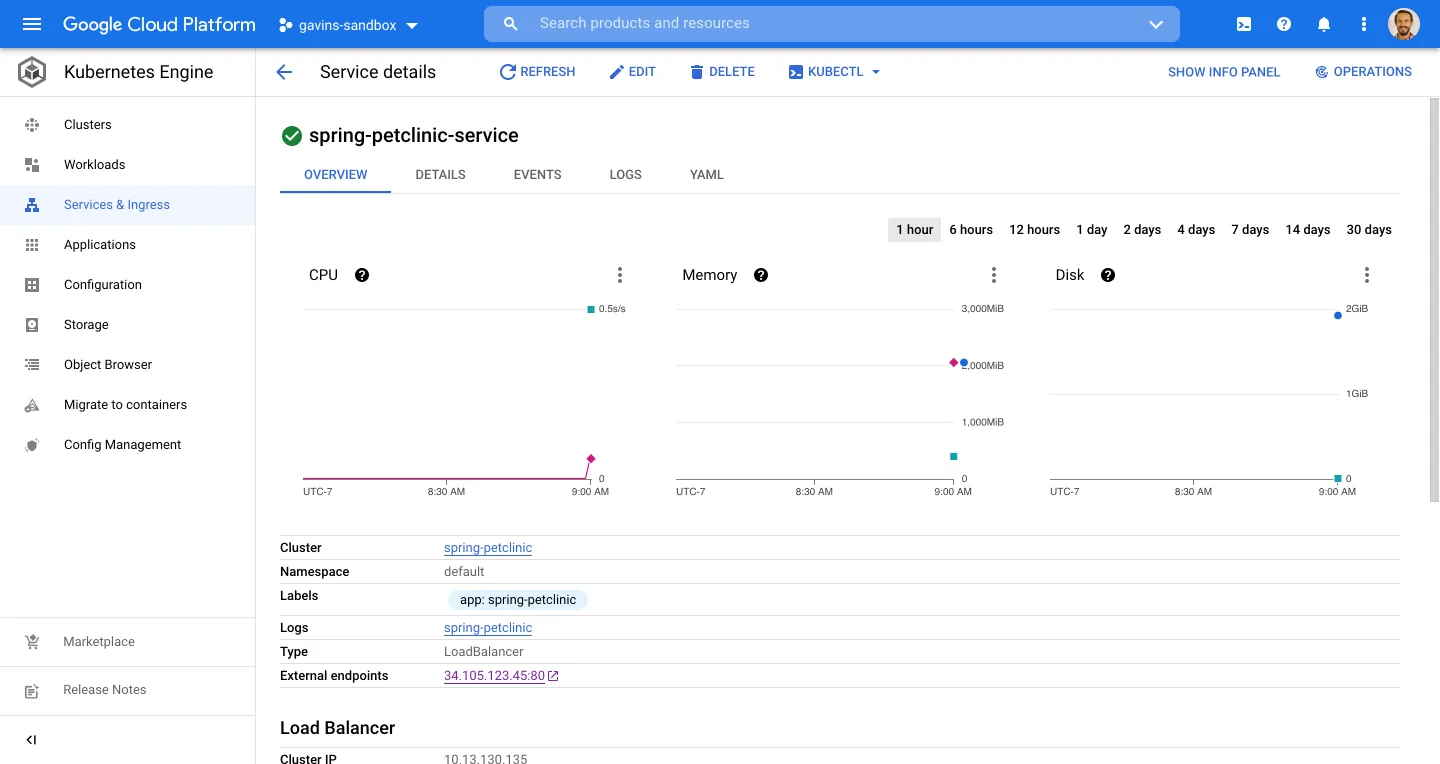 Google Cloud Platform
gavins-sandbox
Search products and resources
Kubernetes Engine
Service details
REFRESH
EDIT
DELETE
KUBECTL
SHOW INFO PANEL
OPERATIONS
Clusters
Workloads
Services & Ingress
Applications
Configuration
Storage
Object Browser
Migrate to containers
Config Management
Marketplace
Release Notes
spring-petclinic-service
OVERVIEW
DETAILS
EVENTS
LOGS
YAML
1 hour
6 hours
12 hours
1 day
2 days
4 days
7 days
14 days
30 days
CPU
0.5s/s
0
UTC-7
8:30 AM
9:00 AM
Memory
3,000MiB
2,000MiB
1,000MiB
0
UTC-7
8:30 AM
9:00 AM
Disk
2GiB
1GiB
0
UTC-7
8:30 AM
9:00 AM
Cluster spring-petclinic
Namespace default
Labels app: spring-petclinic
Logs spring-petclinic
Type LoadBalancer
External endpoints 34.105.123.45:80
Load Balancer
Cluster IP 10.13.130.135